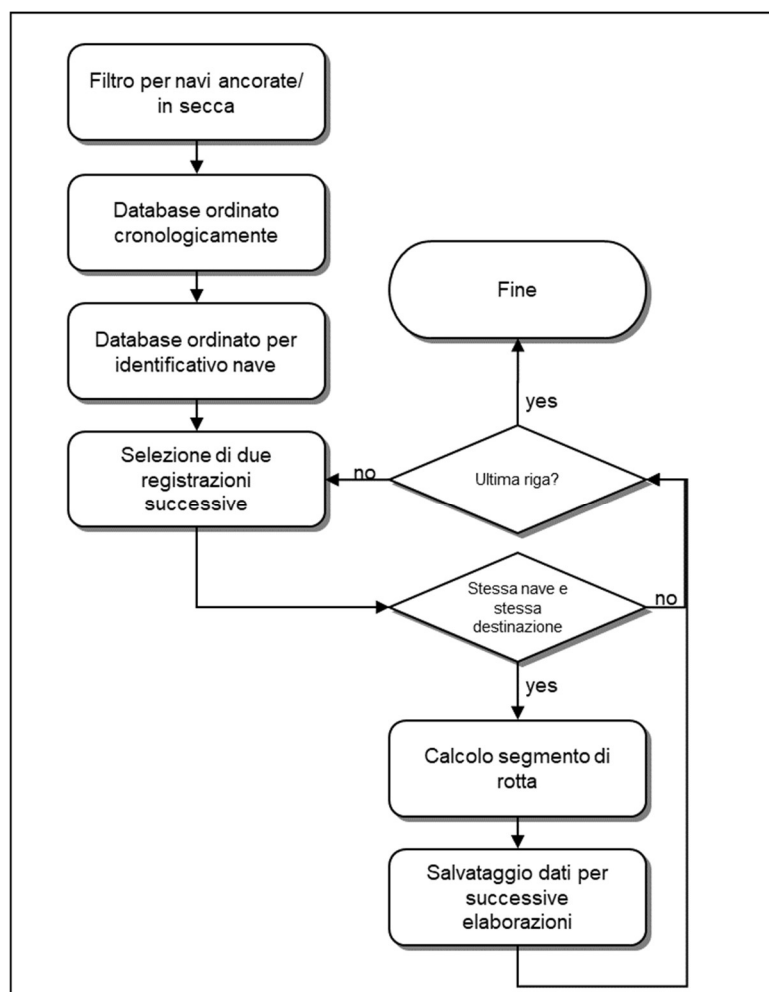 Filtro per navi ancorate/
in secca
Database ordinato
cronologicamente
Fine
Database ordinato per
identificativo nave
yes
Selezione di due
registrazioni
successive
no
Ultima riga?
Stessa nave e
stessa
destinazione
no
yes
Calcolo segmento di
rotta
Salvataggio dati per
successive
elaborazioni